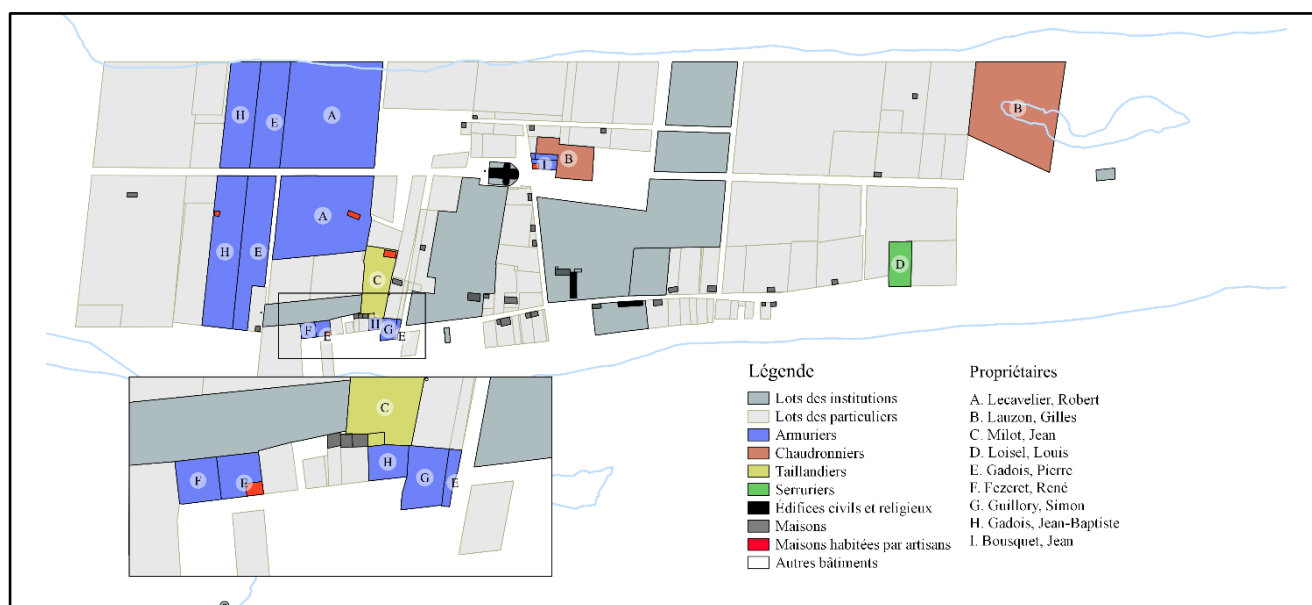 H E A B
I B
H E A
C D
F E H G E
C
F E H G E
Légende
Lots des institutions
Lots des particuliers
Armuriers
Chaudronniers
Taillandiers
Serruriers
Édifices civils et religieux
Maisons
Maisons habitées par artisans
Autres bâtiments
Propriétaires
A. Lecavelier, Robert
B. Lauzon, Gilles
C. Milot, Jean
D. Loisel, Louis
E. Gadois, Pierre
F. Fezeret, René
G. Guillory, Simon
H. Gadois, Jean-Baptiste
I. Bousquet, Jean